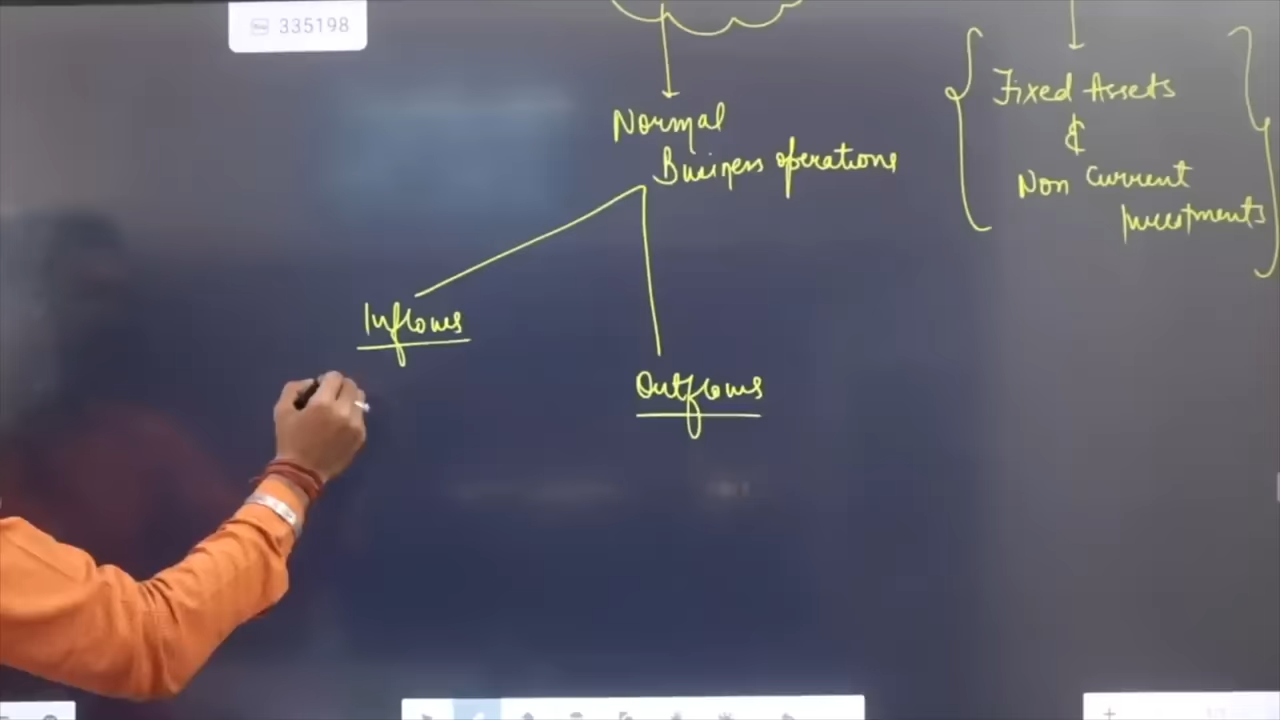 335198
Normal
Business operations
Inflows
Outflows
Fixed Assets
&
Non Current
Investments